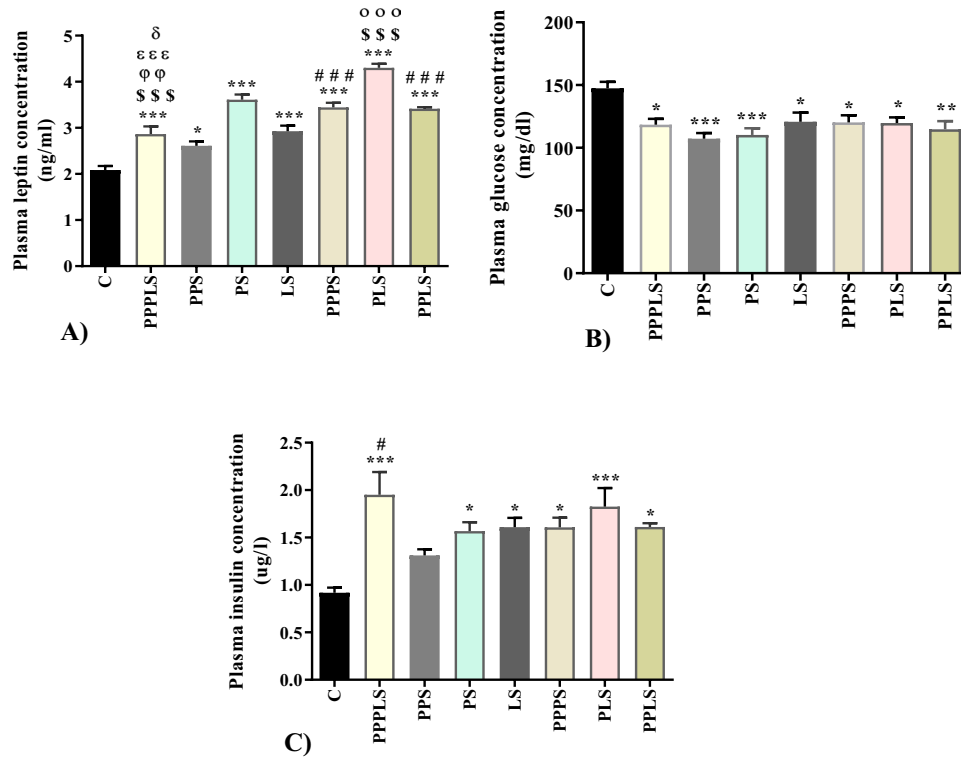 Plasma leptin concentration
(ng/ml)
5
4
3
2
1
0
δ
ε ε ε
φ φ
$ $ $
***
*
***
***
# # #
***
o o o
$ $ $
***
# # #
***
C
PPPLS
PPS
PS
LS
PPPS
PLS
PPLS
A)
Plasma glucose concentration
(mg/dl)
200
150
100
50
0
*
***
***
*
*
*
**
C
PPPLS
PPS
PS
LS
PPPS
PLS
PPLS
B)
Plasma insulin concentration
(ug/l)
2.5
2.0
1.5
1.0
0.5
0.0
#
***
*
*
*
***
*
C
PPPLS
PPS
PS
LS
PPPS
PLS
PPLS
C)